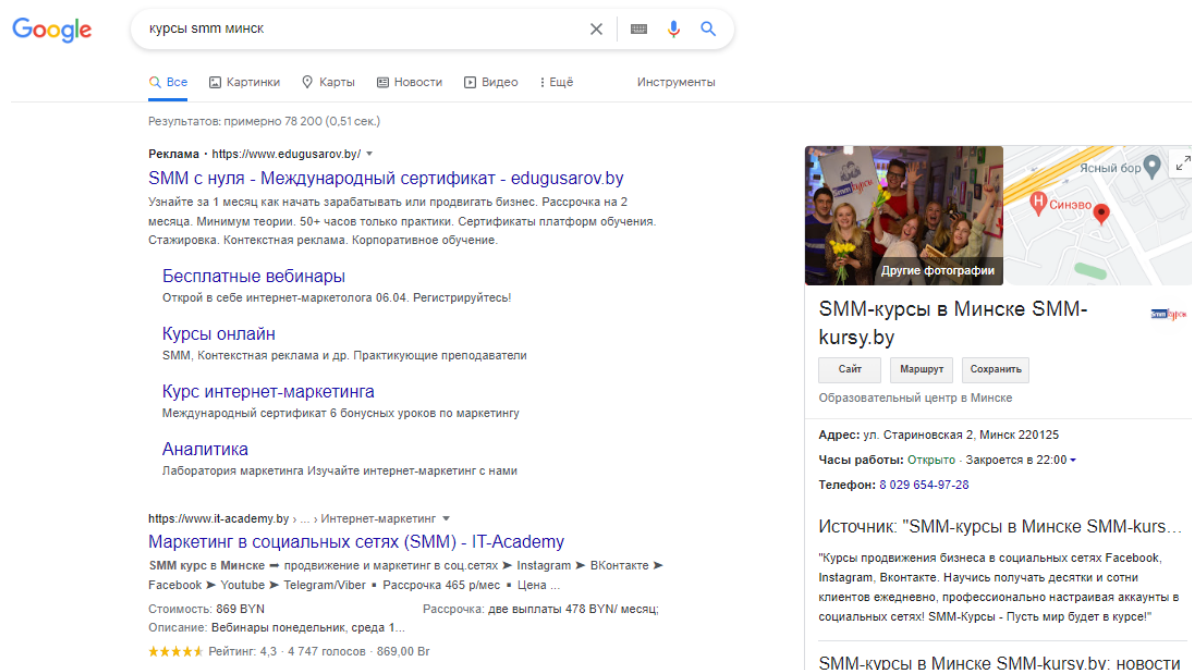 Google
курсы smm минск
Все
Картинки
Карты
Новости
Видео
Ещё
Инструменты
Результатов: примерно 78 200 (0,51 сек.)
Реклама · https://www.edugusarov.by/
SMM с нуля - Международный сертификат - edugusarov.by
Узнайте за 1 месяц как начать зарабатывать или продвигать бизнес. Рассрочка на 2
месяца. Минимум теории. 50+ часов только практики. Сертификаты платформ обучения.
Стажировка. Контекстная реклама. Корпоративное обучение.
Бесплатные вебинары
Открой в себе интернет-маркетолога 06.04. Регистрируйтесь!
Курсы онлайн
SMM, Контекстная реклама и др. Практикующие преподаватели
Курс интернет-маркетинга
Международный сертификат 6 бонусных уроков по маркетингу
Аналитика
Лаборатория маркетинга Изучайте интернет-маркетинг с нами
https://www.it-academy.by › ... › Интернет-маркетинг
Маркетинг в социальных сетях (SMM) - IT-Academy
SMM курс в Минске ➡ продвижение и маркетинг в соц.сетях ➤ Instagram ➤ ВКонтакте ➤
Facebook ➤ Youtube ➤ Telegram/Viber ▪ Рассрочка 465 р/мес ▪ Цена ...
Стоимость: 869 BYN
Рассрочка: две выплаты 478 BYN/ месяц;
Описание: Вебинары понедельник, среда 1...
Рейтинг: 4,3 · 4 747 голосов · 869,00 Br
Smm курсы
Другие фотографии
Ясный бор
Синэво
SMM-курсы в Минске SMM-
kursy.by
Smm курсы
Сайт
Маршрут
Сохранить
Образовательный центр в Минске
Адрес: ул. Стариновская 2, Минск 220125
Часы работы: Открыто · Закроется в 22:00
Телефон: 8 029 654-97-28
Источник: "SMM-курсы в Минске SMM-kurs...
"Курсы продвижения бизнеса в социальных сетях Facebook,
Instagram, Вконтакте. Научись получать десятки и сотни
клиентов ежедневно, профессионально настраивая аккаунты в
социальных сетях! SMM-Курсы - Пусть мир будет в курсе!"
SMM-курсы в Минске SMM-kursy.by: новости